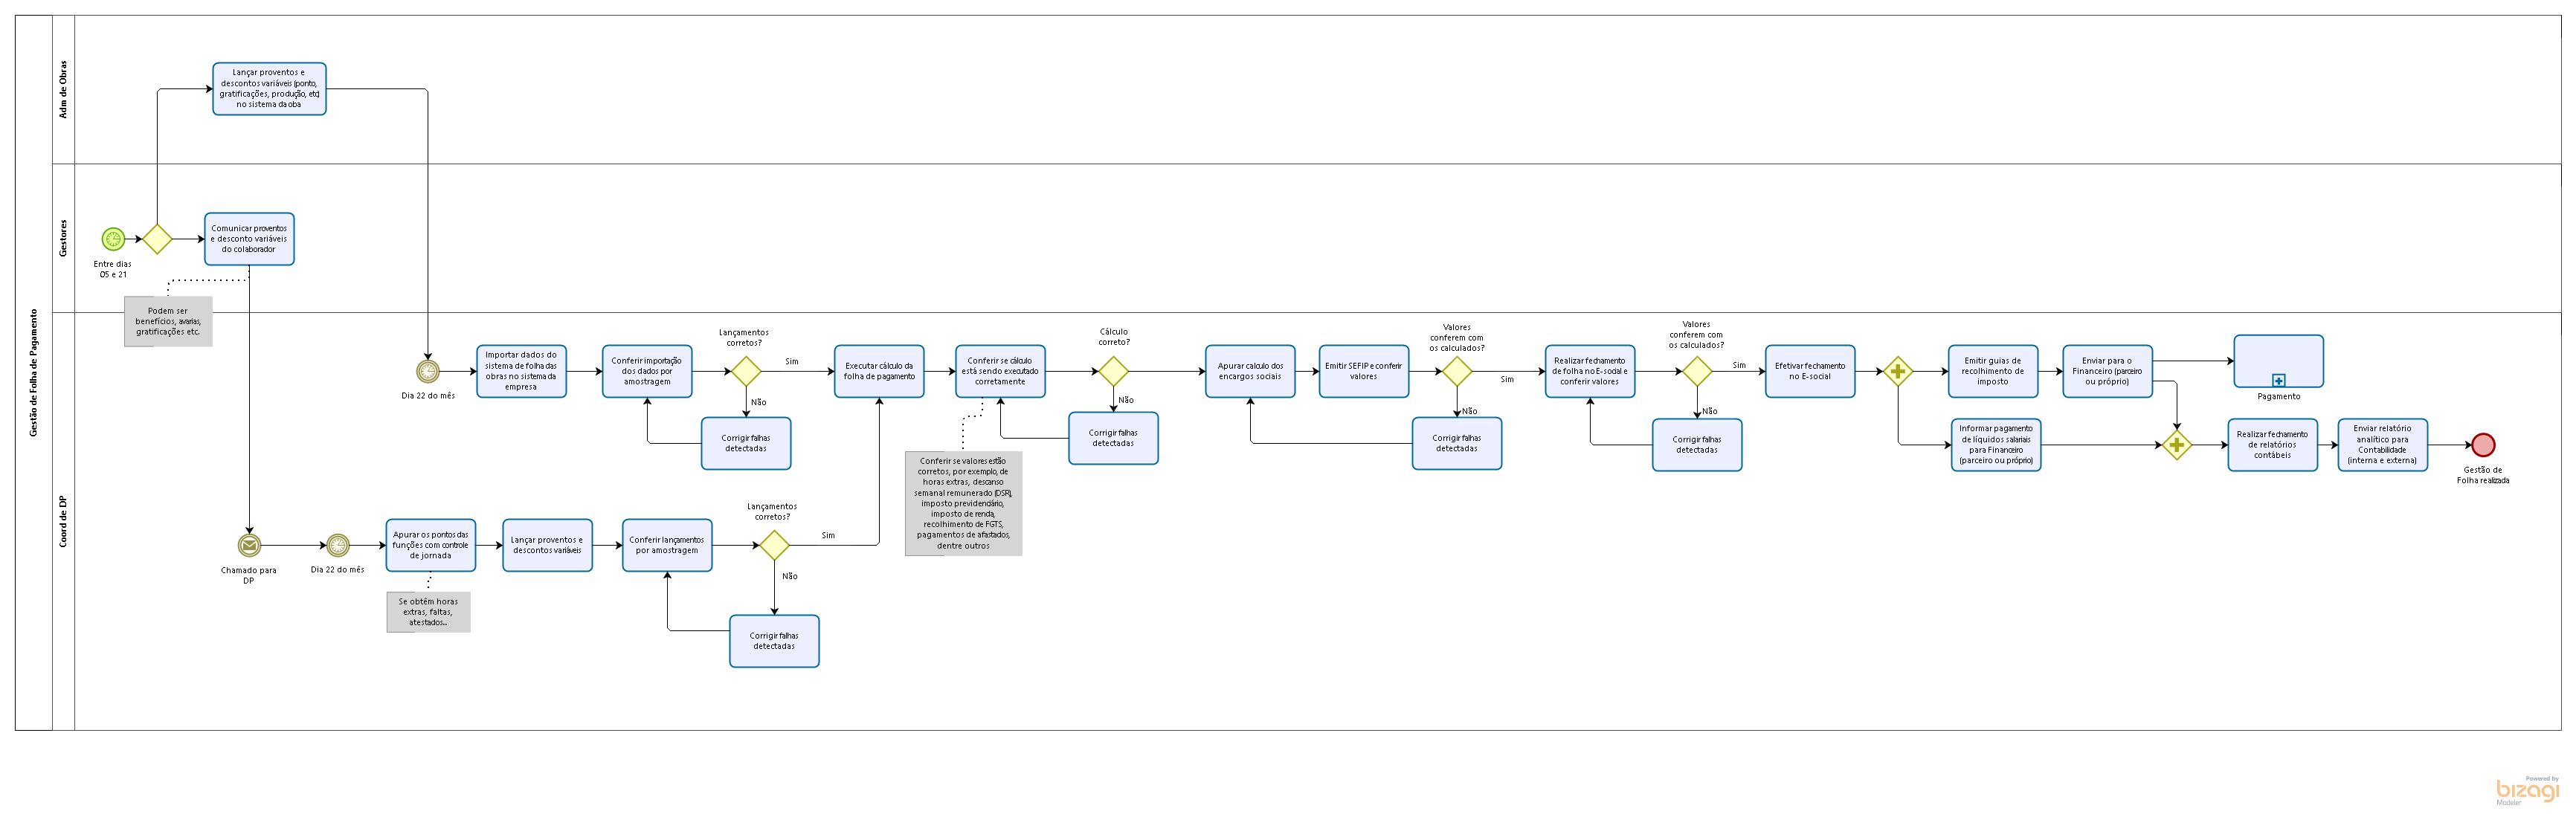 Gestão de Folha de Pagamento
Adm de Obras
Lançar proventos e
descontos variáveis (ponto,
gratificações, produção, etc)
no sistema da oba
Gestores
Entre dias
05 e 21
Comunicar proventos
e desconto variáveis
do colaborador
Podem ser
benefícios, avarias,
gratificações etc.
Coord de DP
Dia 22 do mês
Importar dados do
sistema de folha das
obras no sistema da
empresa
Conferir importação
dos dados por
amostragem
Lançamentos
corretos?
Sim
Não
Corrigir falhas
detectadas
Executar cálculo da
folha de pagamento
Conferir se cálculo
está sendo executado
corretamente
Conferir se valores estão
corretos, por exemplo, de
horas extras, descanso
semanal remunerado (DSR),
imposto previdenciário,
imposto de renda,
recolhimento de FGTS,
pagamentos de afastados,
dentre outros
Cálculo
correto?
Não
Corrigir falhas
detectadas
Apurar calculo dos
encargos sociais
Emitir SEFIP e conferir
valores
Valores
conferem com
os calculados?
Sim
Não
Corrigir falhas
detectadas
Realizar fechamento
de folha no E-social e
conferir valores
Valores
conferem com
os calculados?
Sim
Não
Corrigir falhas
detectadas
Efetivar fechamento
no E-social
Emitir guias de
recolhimento de
imposto
Enviar para o
Financeiro (parceiro
ou próprio)
Pagamento
Informar pagamento
de líquidos salariais
para Financeiro
(parceiro ou próprio)
Realizar fechamento
de relatórios
contábeis
Enviar relatório
analítico para
Contabilidade
(interna e externa)
Gestão de
Folha realizada
Chamado para
DP
Dia 22 do mês
Apurar os pontos das
funções com controle
de jornada
Se obtêm horas
extras, faltas,
atestados...
Lançar proventos e
descontos variáveis
Conferir lançamentos
por amostragem
Lançamentos
corretos?
Sim
Não
Corrigir falhas
detectadas
Powered by
bizagi
Modeler